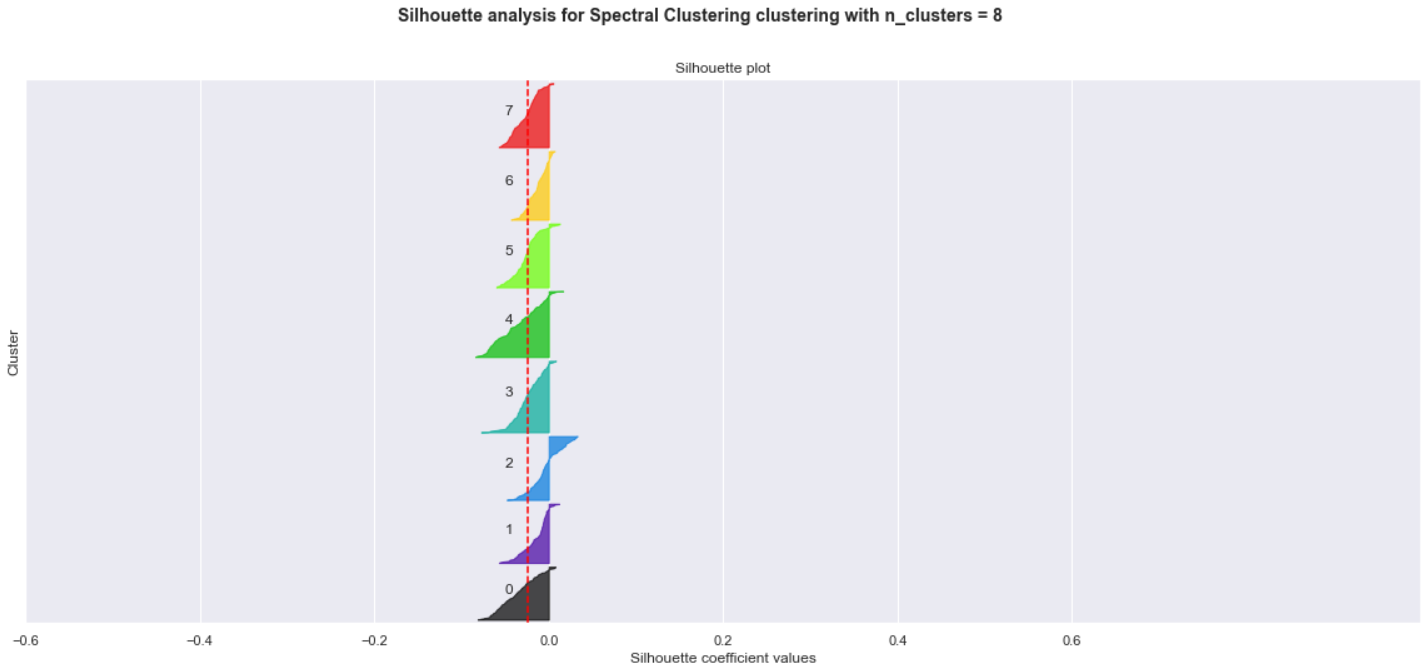 Silhouette analysis for Spectral Clustering clustering with n_clusters = 8
Silhouette plot
7
6
5
4
3
2
1
0
Cluster
−0.6 −0.4 −0.2 0.0 0.2 0.4 0.6
Silhouette coefficient values